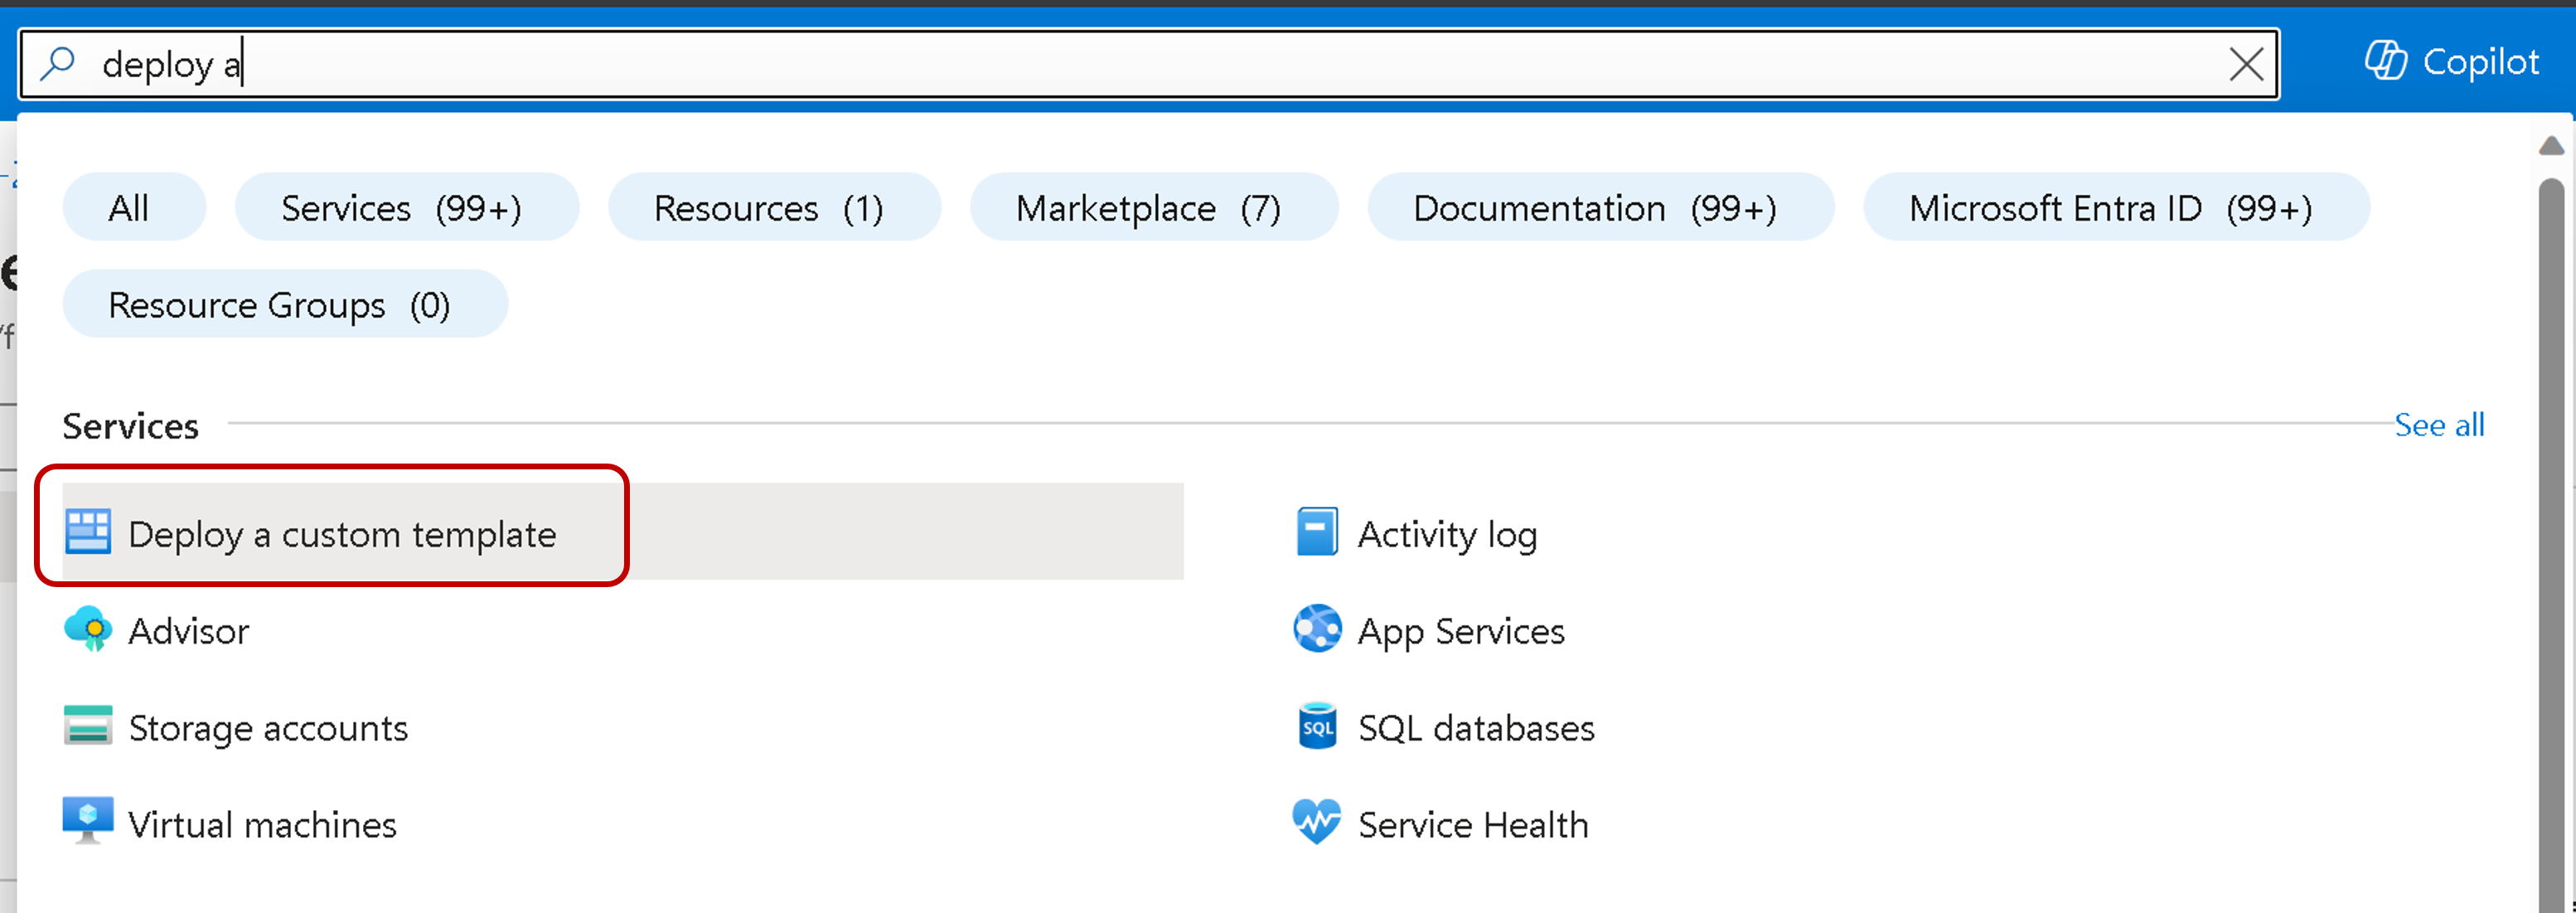 deploy a
Copilot
All Services (99+) Resources (1) Marketplace (7) Documentation (99+) Microsoft Entra ID (99+)
Resource Groups (0)
Services See all
Deploy a custom template
Activity log
Advisor
App Services
Storage accounts
SQL databases
Virtual machines
Service Health